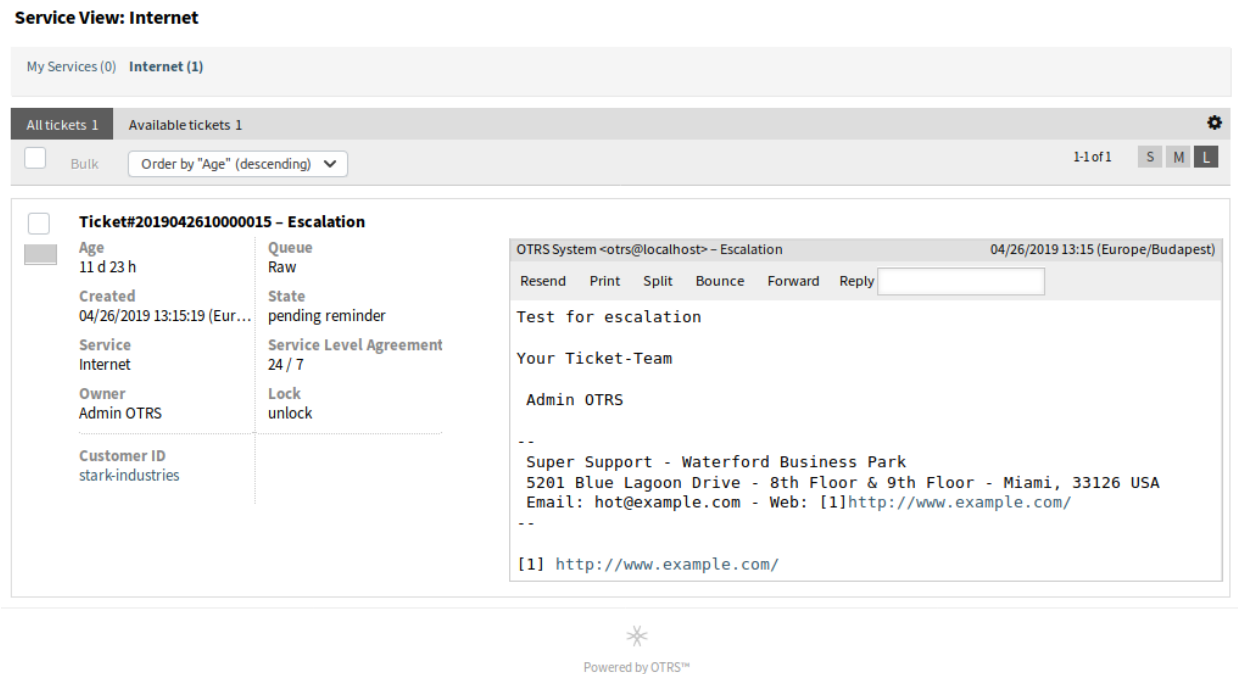 Service View: Internet
My Services (0) Internet (1)
All tickets 1 Available tickets 1
Bulk Order by "Age" (descending) 1-1 of 1 S M L
Ticket#2019042610000015 – Escalation
Age Queue
11 d 23 h Raw
Created State
04/26/2019 13:15:19 (Eur... pending reminder
Service Service Level Agreement
Internet 24 / 7
Owner Lock
Admin OTRS unlock
Customer ID
stark-industries
OTRS System <otrs@localhost> – Escalation 04/26/2019 13:15 (Europe/Budapest)
Resend Print Split Bounce Forward Reply
Test for escalation
Your Ticket-Team
Admin OTRS
--
Super Support - Waterford Business Park
5201 Blue Lagoon Drive - 8th Floor & 9th Floor - Miami, 33126 USA
Email: hot@example.com - Web: [1]http://www.example.com/
--
[1] http://www.example.com/
Powered by OTRS™